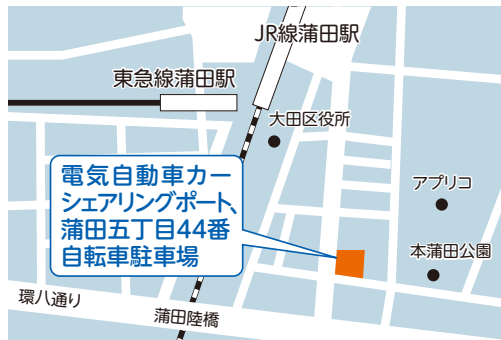 JR線蒲田駅
東急線蒲田駅
大田区役所
電気自動車カー
シェアリングポート、
蒲田五丁目44番
自転車駐車場
アプリコ
本蒲田公園
環八通り
蒲田陸橋